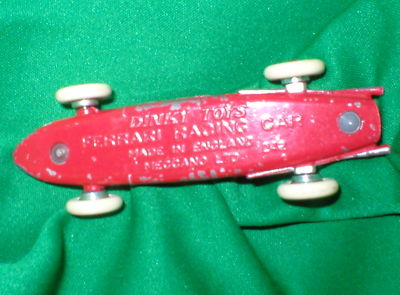 DINKY TOYS
FERRARI RACING CAR
MADE IN ENGLAND
MECCANO LTD